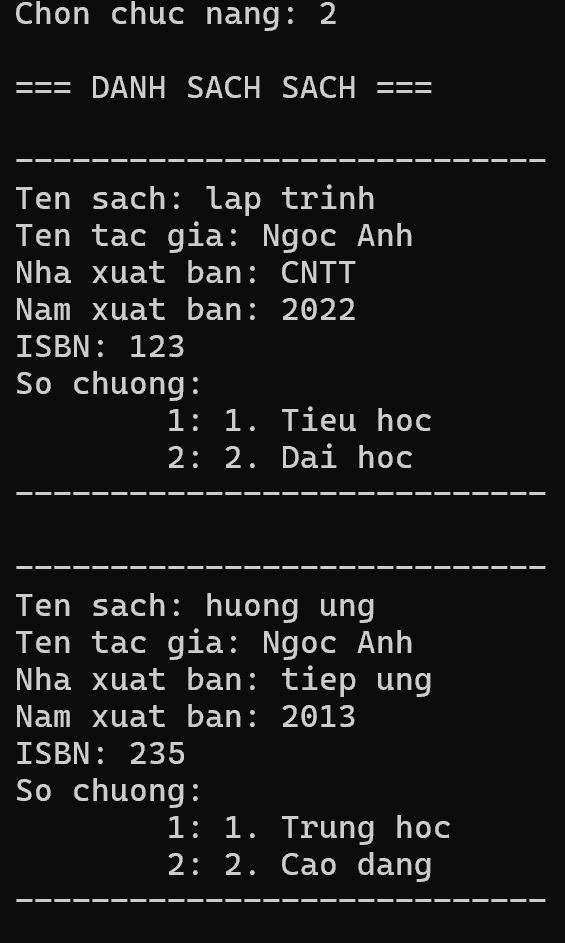 Chon chuc nang: 2
=== DANH SACH SACH ===
----------------------------
Ten sach: lap trinh
Ten tac gia: Ngoc Anh
Nha xuat ban: CNTT
Nam xuat ban: 2022
ISBN: 123
So chuong:
1: 1. Tieu hoc
2: 2. Dai hoc
----------------------------
----------------------------
Ten sach: huong ung
Ten tac gia: Ngoc Anh
Nha xuat ban: tiep ung
Nam xuat ban: 2013
ISBN: 235
So chuong:
1: 1. Trung hoc
2: 2. Cao dang
----------------------------